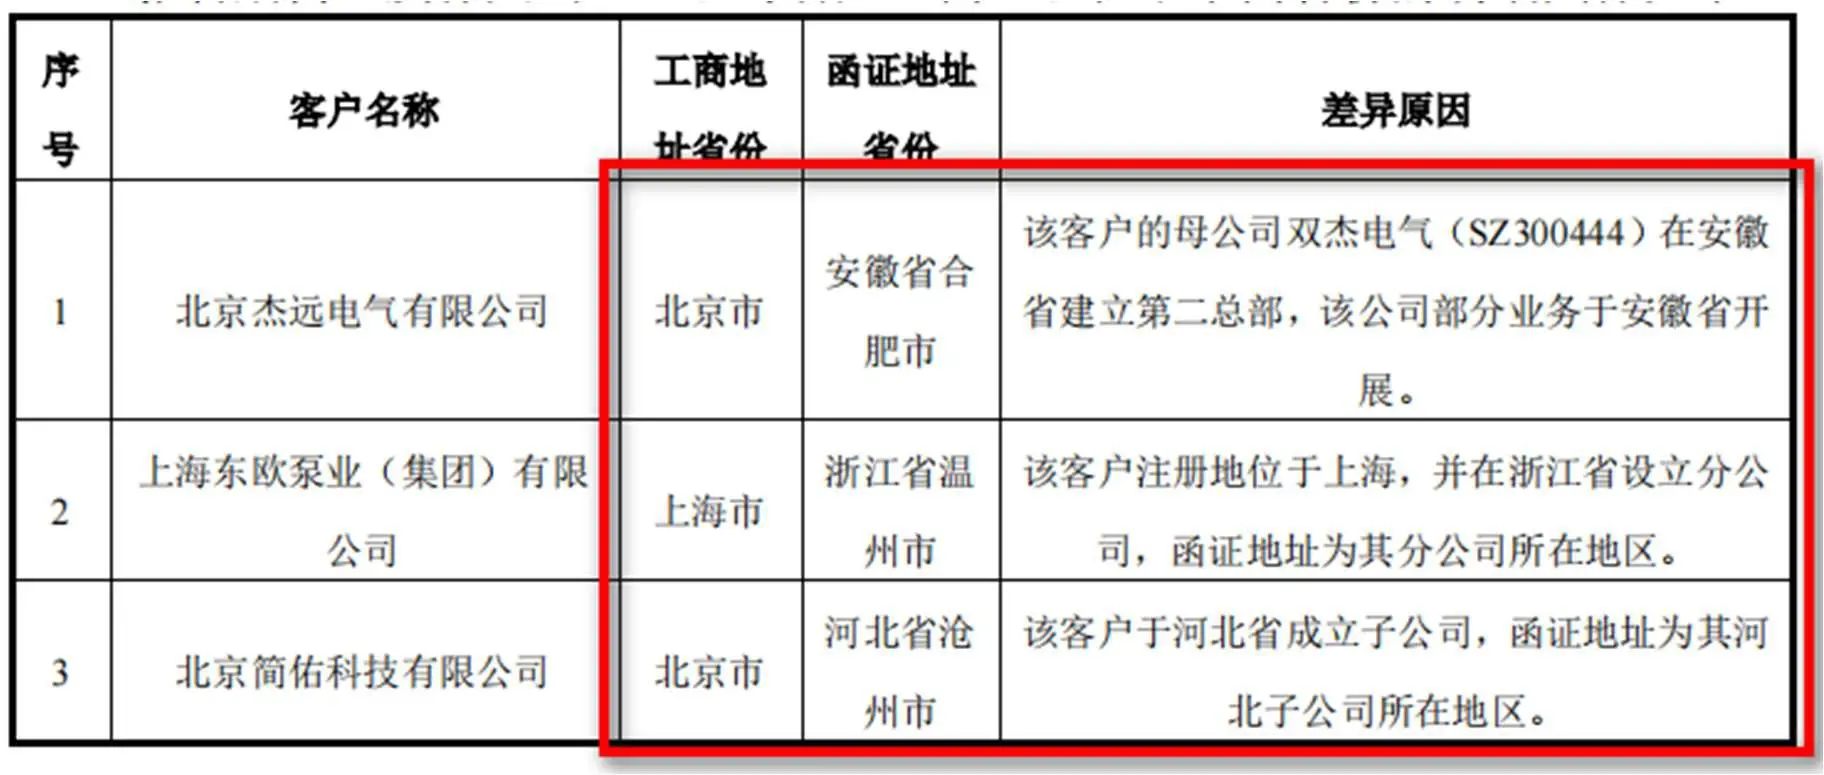 序
号
客户名称
工商地
址省份
函证地址
省份
差异原因
1
北京杰远电气有限公司
北京市
安徽省合
肥市
该客户的母公司双杰电气（SZ300444）在安徽
省建立第二总部，该公司部分业务于安徽省开
展。
2
上海东欧泵业（集团）有限
公司
上海市
浙江省温
州市
该客户注册地位于上海，并在浙江省设立分公
司，函证地址为其分公司所在地区。
3
北京简佑科技有限公司
北京市
河北省沧
州市
该客户于河北省成立子公司，函证地址为其河
北子公司所在地区。